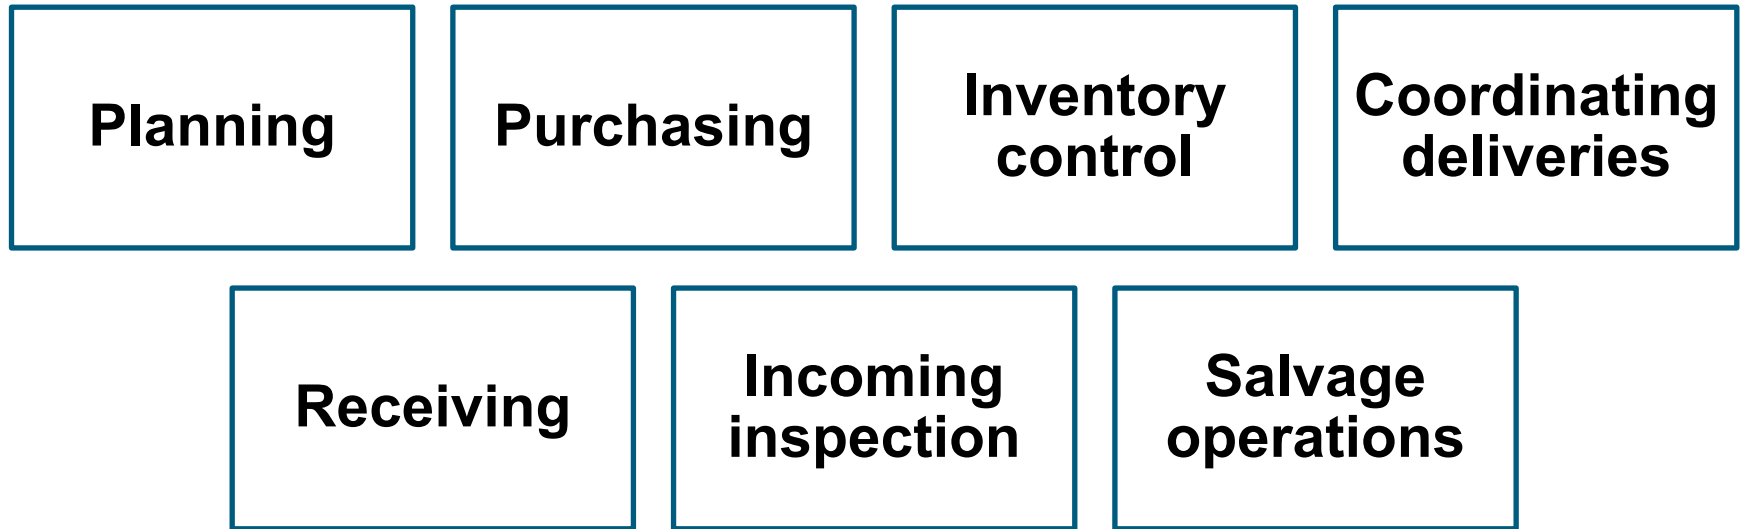 Planning
Purchasing
Inventory
control
Coordinating
deliveries
Receiving
Incoming
inspection
Salvage
operations